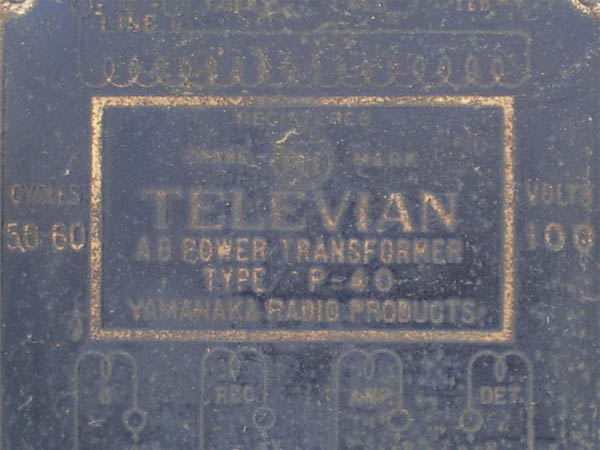 LINE
REGISTERED
TRADE MARK
TELEVIAN
A.B POWER TRANSFORMER
TYPE P-40
YAMANAKA RADIO PRODUCTS
CYCLES
50-60
VOLTS
100
REC.
AMP.
DET.